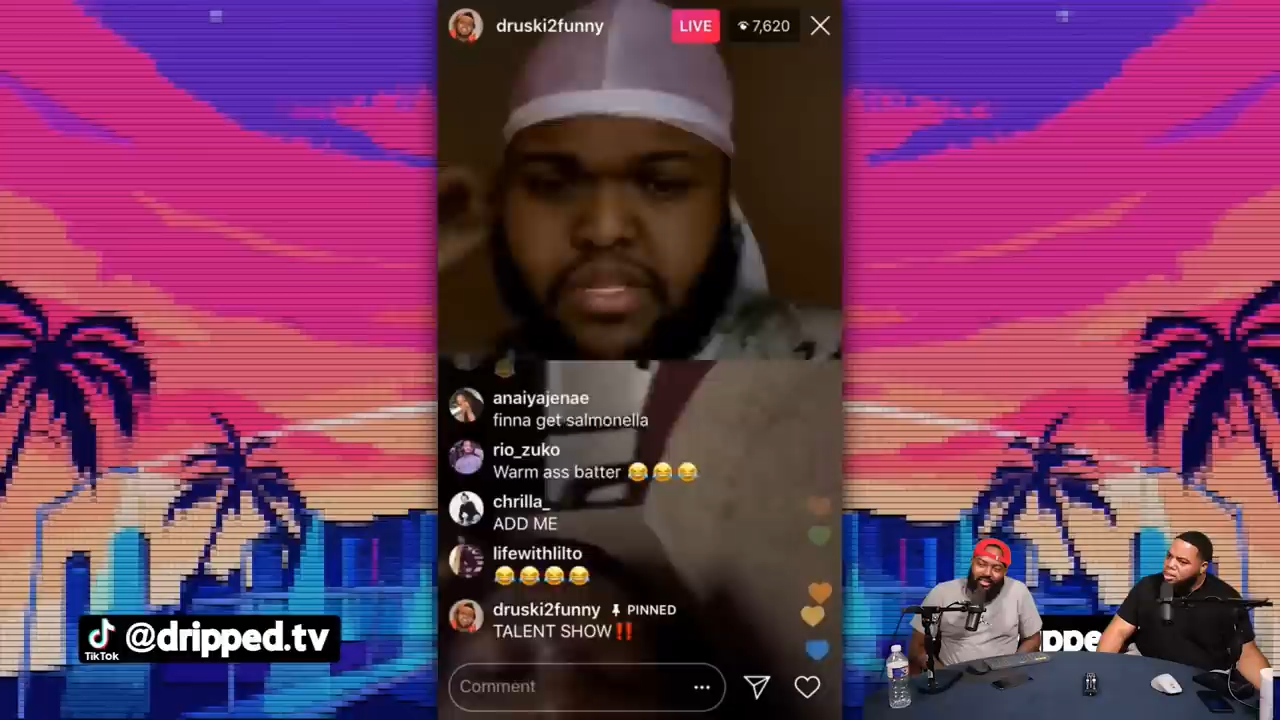 druski2funny
LIVE
7,620
anaiyajenae
finna get salmonella
rio_zuko
Warm ass batter 😂😂😂
chrilla_
ADD ME
lifewithlilto
😂😂😂😂
druski2funny PINNED
TALENT SHOW‼️
Comment
TikTok
@dripped.tv
ppe